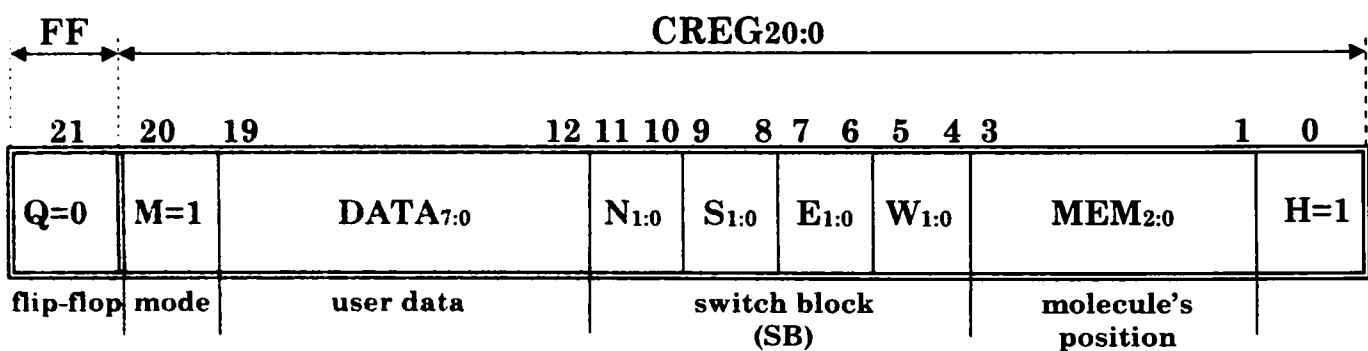 FF CREG20:0
21 20 19 12 11 10 9 8 7 6 5 4 3 1 0
Q=0 M=1 DATA7:0 N1:0 S1:0 E1:0 W1:0 MEM2:0 H=1
flip-flop mode user data switch block molecule's
(SB) position